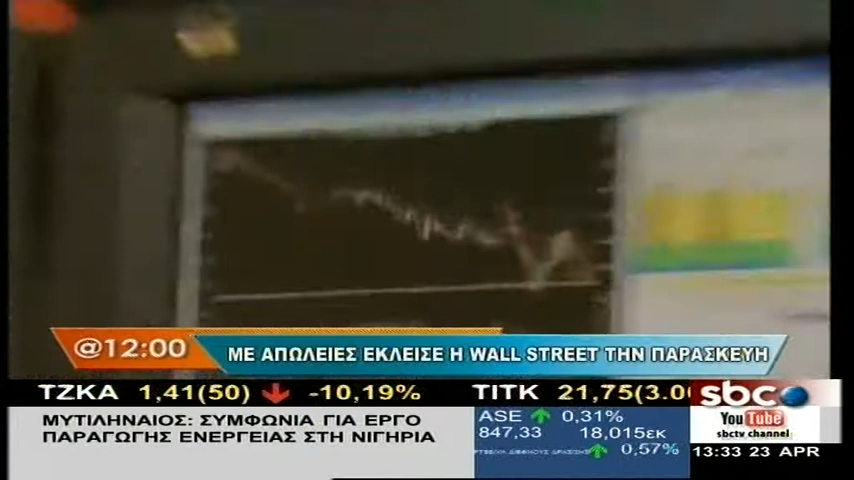 @12:00
ΜΕ ΑΠΩΛΕΙΕΣ ΕΚΛΕΙΣΕ Η WALL STREET ΤΗΝ ΠΑΡΑΣΚΕΥΗ
ΤΖΚΑ 1,41(50) -10,19% ΤΙΤΚ 21,75(3.00
sbc
ΜΥΤΙΛΗΝΑΙΟΣ: ΣΥΜΦΩΝΙΑ ΓΙΑ ΕΡΓΟ
ΠΑΡΑΓΩΓΗΣ ΕΝΕΡΓΕΙΑΣ ΣΤΗ ΝΙΓΗΡΙΑ
ASE 0,31%
847,33 18,015εκ
0,57%
YouTube
sbctv channel
13:33 23 APR